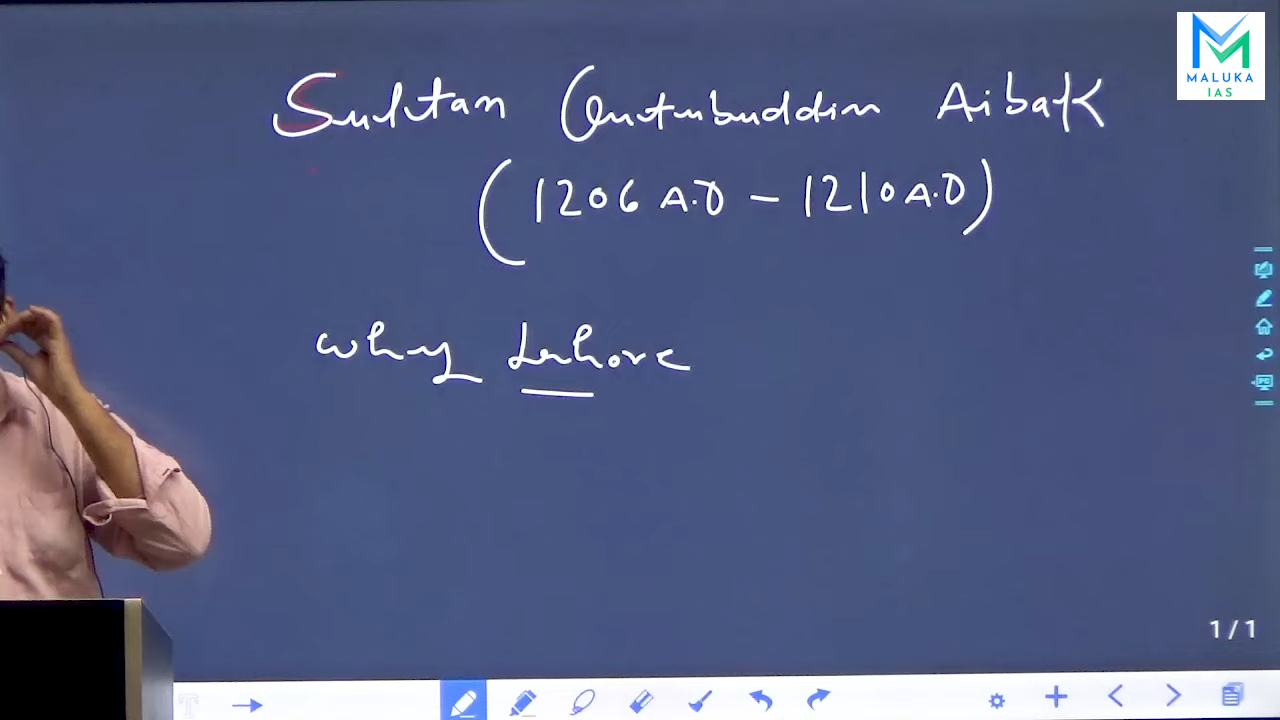 MALUKA
IAS
Sultan Qutubuddin Aibak
(1206 A.D - 1210 A.D)
Why Lahore
1/1